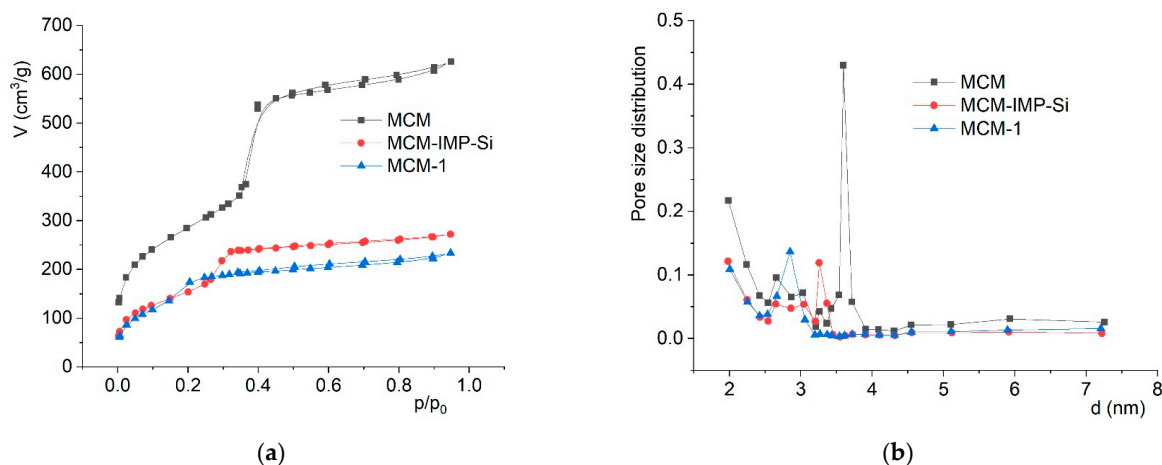 700
600
500
400
300
200
100
0
V (cm³/g)
MCM
MCM-IMP-Si
MCM-1
0.0 0.2 0.4 0.6 0.8 1.0
p/p₀
(a)
0.5
0.4
0.3
0.2
0.1
0.0
Pore size distribution
MCM
MCM-IMP-Si
MCM-1
2 3 4 5 6 7 8
d (nm)
(b)